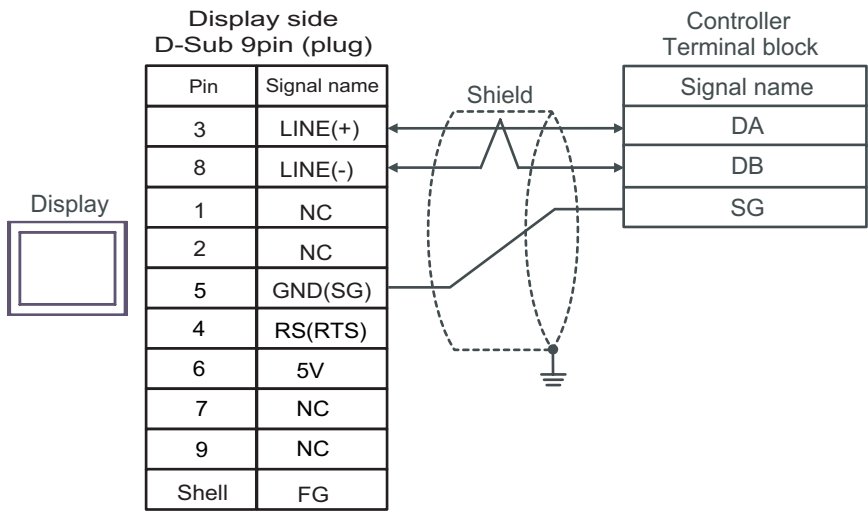 Display side
D-Sub 9pin (plug)
Controller
Terminal block
Pin Signal name
Shield
Signal name
3 LINE(+)
DA
8 LINE(-)
DB
Display
1 NC
SG
2 NC
5 GND(SG)
4 RS(RTS)
6 5V
7 NC
9 NC
Shell FG